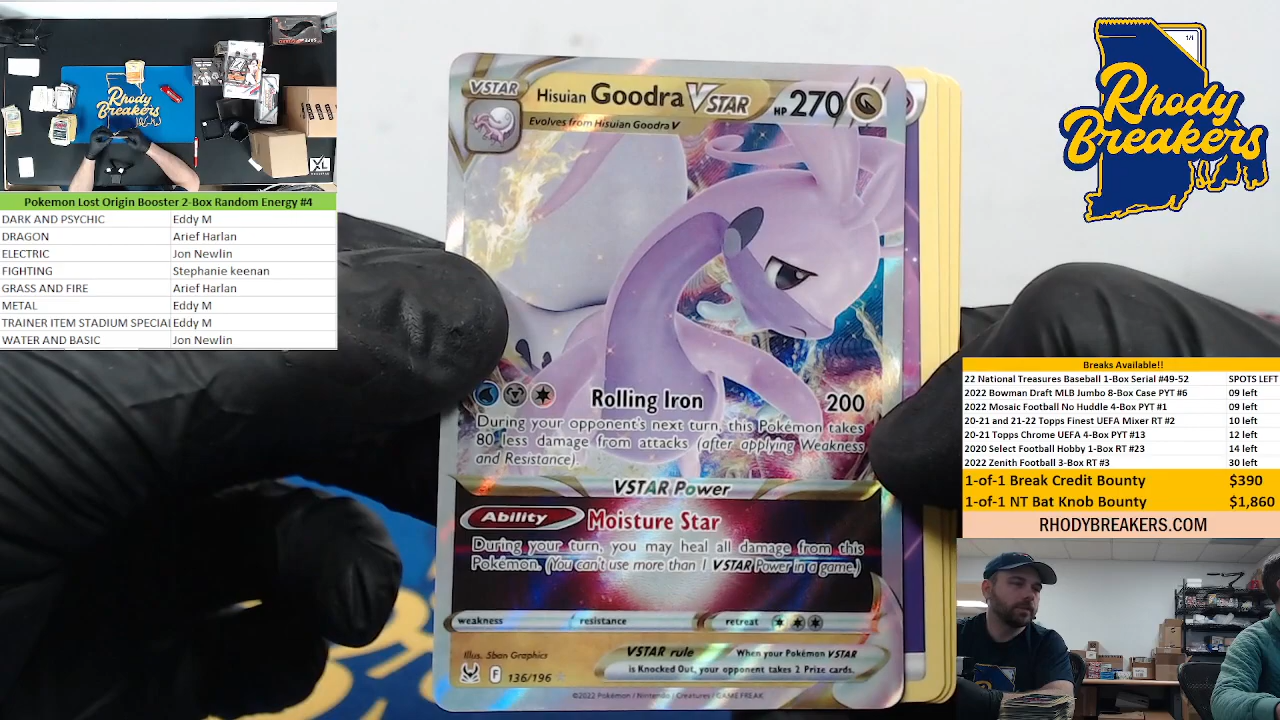 Rhody
Breakers
XL
Pokemon Lost Origin Booster 2-Box Random Energy #4
DARK AND PSYCHIC Eddy M
DRAGON Arief Harlan
ELECTRIC Jon Newlin
FIGHTING Stephanie keenan
GRASS AND FIRE Arief Harlan
METAL Eddy M
TRAINER ITEM STADIUM SPECIAL Eddy M
WATER AND BASIC Jon Newlin
VSTAR Hisuian Goodra VSTAR HP 270
Evolves from Hisuian Goodra V
Rolling Iron 200
During your opponent's next turn, this Pokémon takes
80 less damage from attacks (after applying Weakness
and Resistance).
VSTAR Power
Ability Moisture Star
During your turn, you may heal all damage from this
Pokémon. (You can't use more than 1 VSTAR Power in a game.)
weakness resistance retreat
Illus. 5ban Graphics
F 136/196
VSTAR rule When your Pokémon VSTAR
is Knocked Out, your opponent takes 2 Prize cards.
©2022 Pokémon / Nintendo / Creatures / GAME FREAK
1/1
Rhody
Breakers
Breaks Available!!
22 National Treasures Baseball 1-Box Serial #49-52 SPOTS LEFT
2022 Bowman Draft MLB Jumbo 8-Box Case PYT #6 09 left
2022 Mosaic Football No Huddle 4-Box PYT #1 09 left
20-21 and 21-22 Topps Finest UEFA Mixer RT #2 10 left
20-21 Topps Chrome UEFA 4-Box PYT #13 12 left
2020 Select Football Hobby 1-Box RT #23 14 left
2022 Zenith Football 3-Box RT #3 30 left
1-of-1 Break Credit Bounty $390
1-of-1 NT Bat Knob Bounty $1,860
RHODYBREAKERS.COM